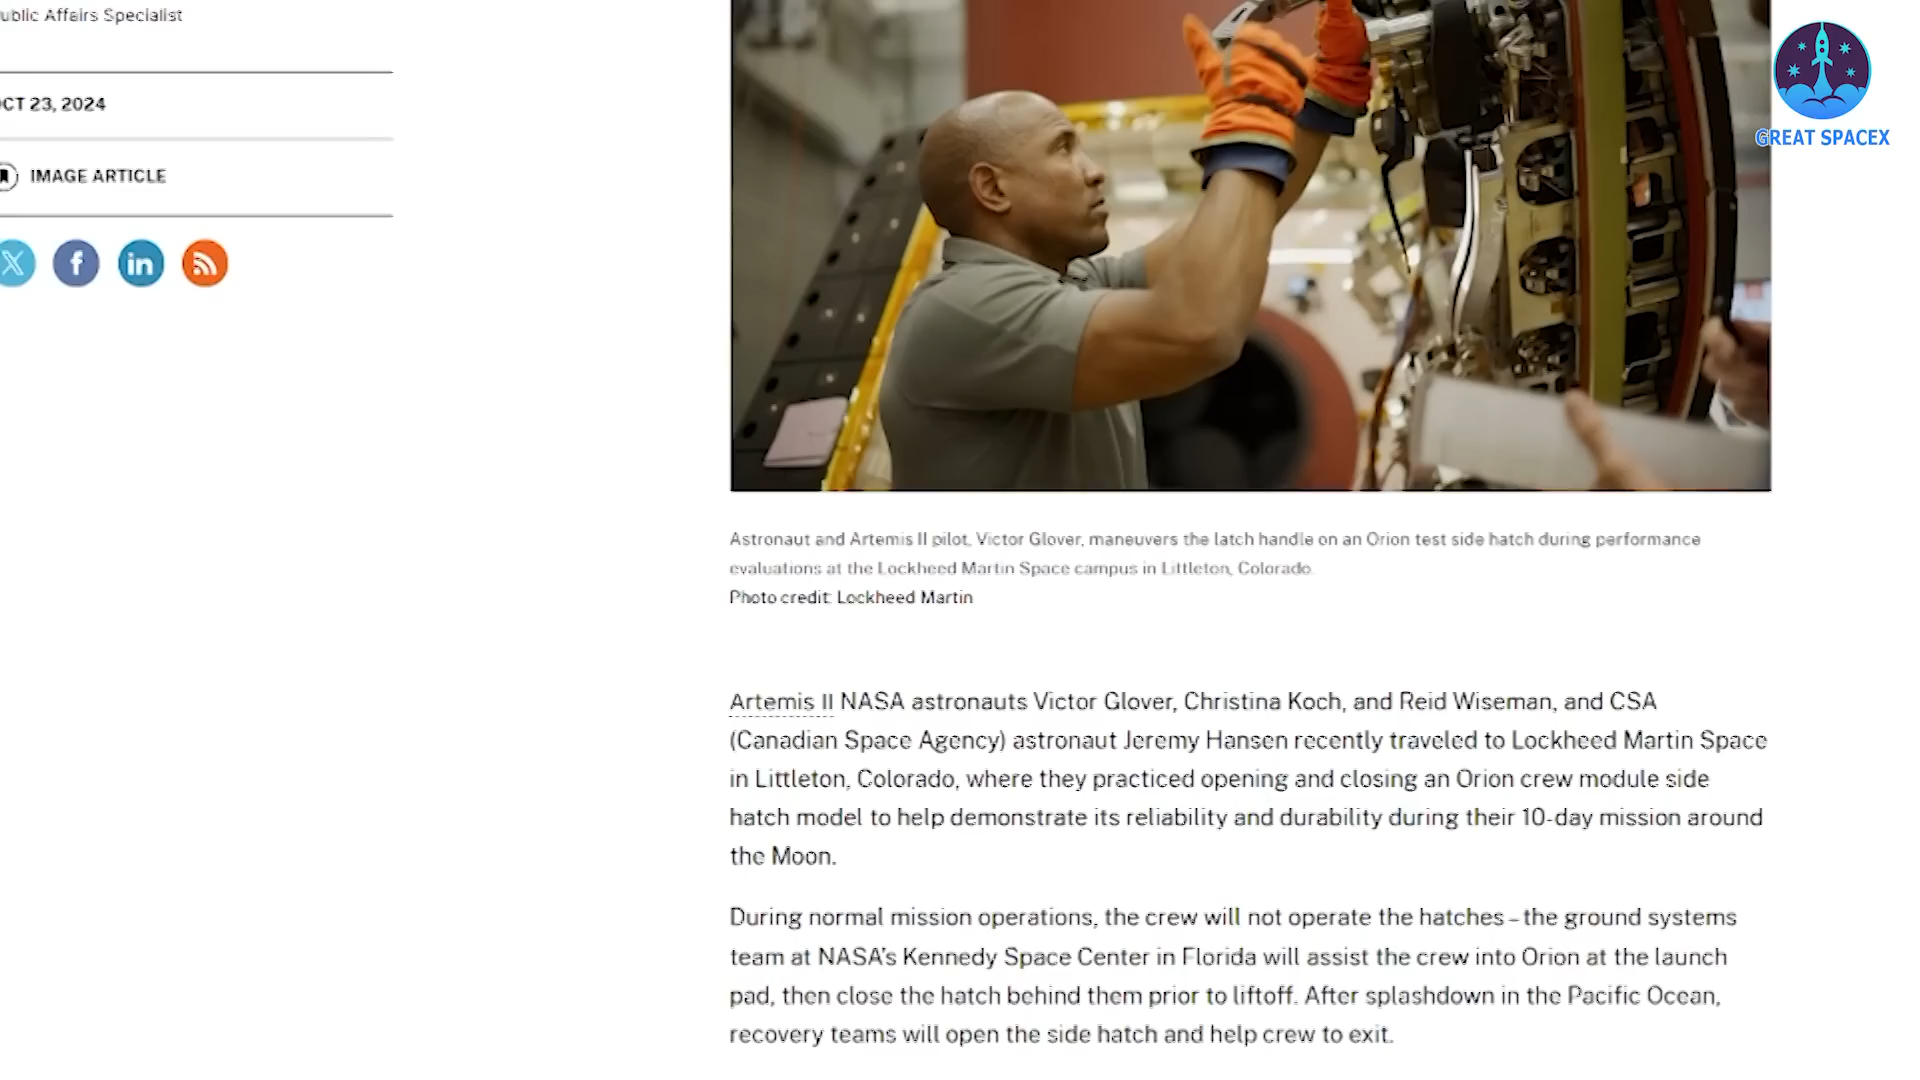 Public Affairs Specialist
OCT 23, 2024
IMAGE ARTICLE
GREAT SPACEX
Astronaut and Artemis II pilot, Victor Glover, maneuvers the latch handle on an Orion test side hatch during performance
evaluations at the Lockheed Martin Space campus in Littleton, Colorado.
Photo credit: Lockheed Martin
Artemis II NASA astronauts Victor Glover, Christina Koch, and Reid Wiseman, and CSA
(Canadian Space Agency) astronaut Jeremy Hansen recently traveled to Lockheed Martin Space
in Littleton, Colorado, where they practiced opening and closing an Orion crew module side
hatch model to help demonstrate its reliability and durability during their 10-day mission around
the Moon.
During normal mission operations, the crew will not operate the hatches – the ground systems
team at NASA's Kennedy Space Center in Florida will assist the crew into Orion at the launch
pad, then close the hatch behind them prior to liftoff. After splashdown in the Pacific Ocean,
recovery teams will open the side hatch and help crew to exit.